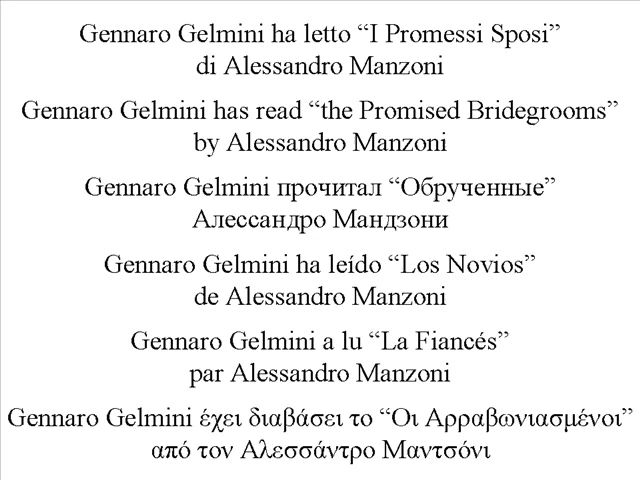 Gennaro Gelmini ha letto “I Promessi Sposi”
di Alessandro Manzoni
Gennaro Gelmini has read “the Promised Bridegrooms”
by Alessandro Manzoni
Gennaro Gelmini прочитал “Обрученные”
Алессандро Мандзони
Gennaro Gelmini ha leído “Los Novios”
de Alessandro Manzoni
Gennaro Gelmini a lu “La Fiancés”
par Alessandro Manzoni
Gennaro Gelmini έχει διαβάσει το “Οι Αρραβωνιασμένοι”
από τον Αλεσσάντρο Μαντσόνι